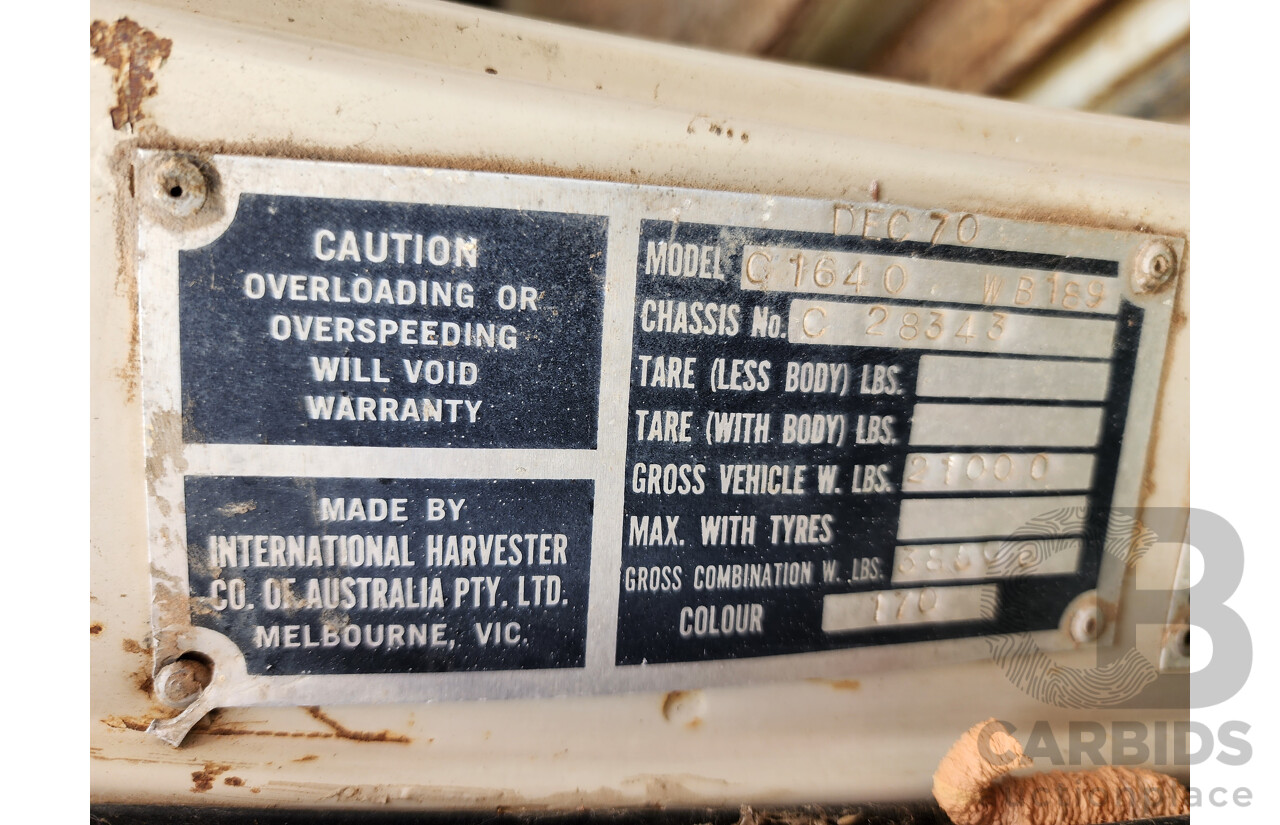 CAUTION
OVERLOADING OR
OVERSPEEDING
WILL VOID
WARRANTY
MADE BY
INTERNATIONAL HARVESTER
CO. OF AUSTRALIA PTY. LTD.
MELBOURNE, VIC.
DEC 70
MODEL C1640 WB189
CHASSIS No. C 28343
TARE (LESS BODY) LBS.
TARE (WITH BODY) LBS.
GROSS VEHICLE W. LBS. 21000
MAX. WITH TYRES
GROSS COMBINATION W. LBS.
COLOUR 170
CARBIDS
auctionplace